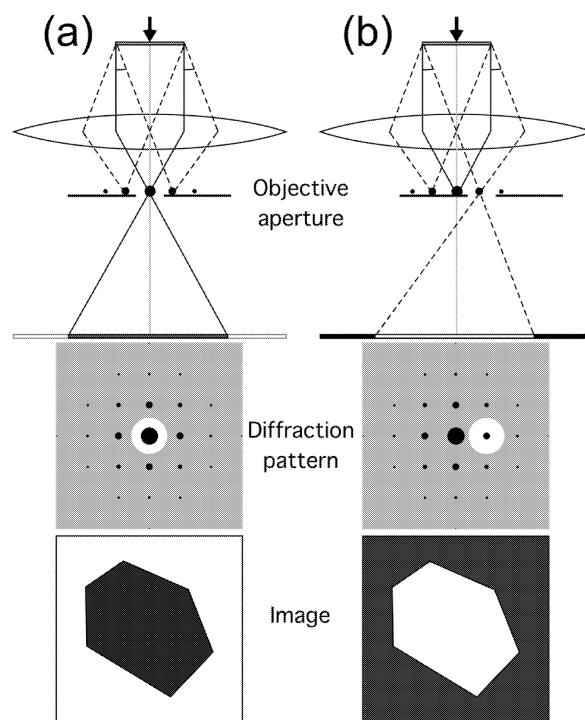 (a)
(b)
Objective
aperture
Diffraction
pattern
Image